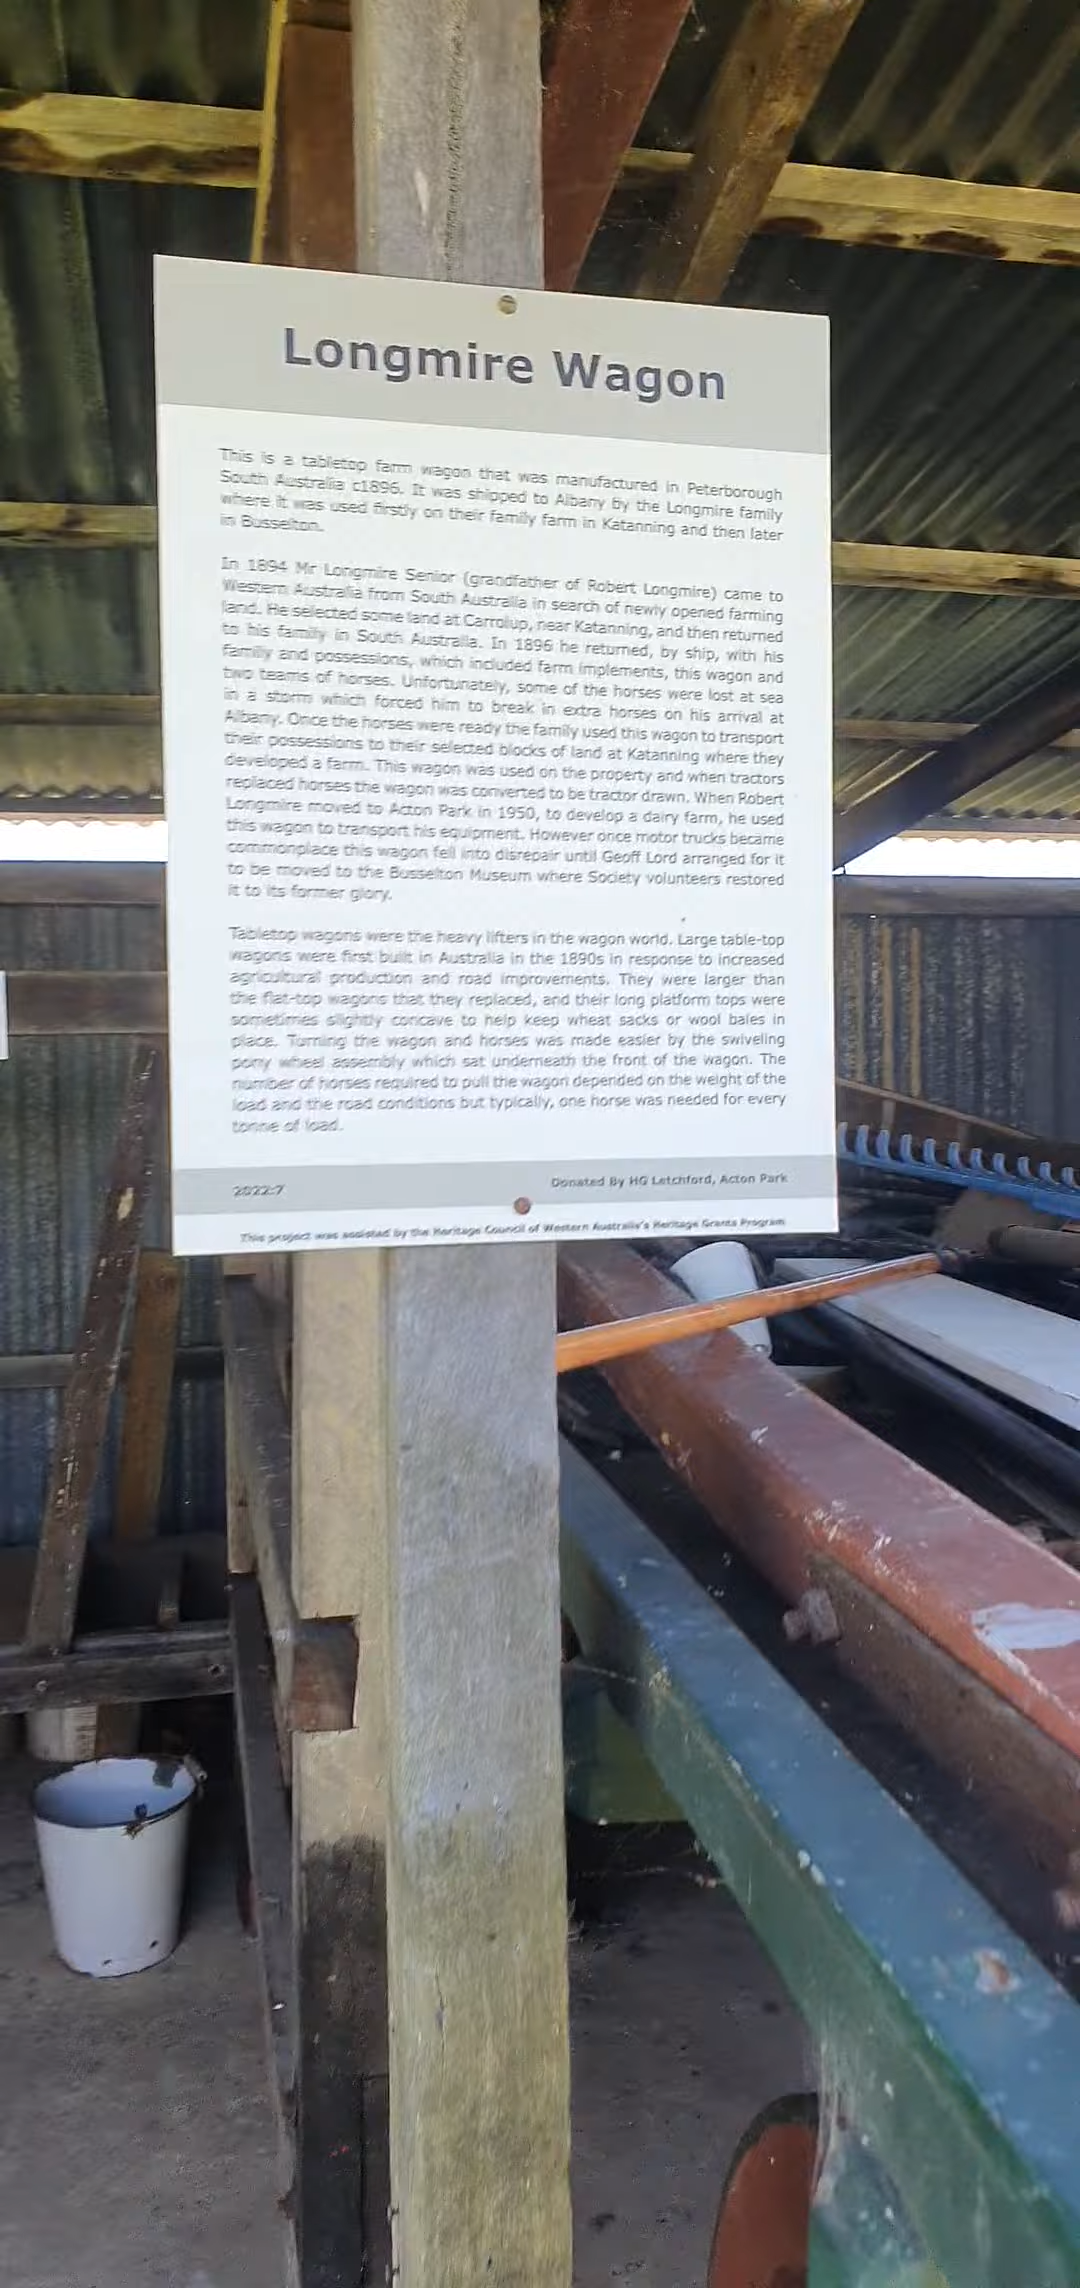 Longmire Wagon
This is a tabletop farm wagon that was manufactured in Peterborough
South Australia c1896. It was shipped to Albany by the Longmire family
where it was used firstly on their family farm in Katanning and then later
in Busselton.
In 1894 Mr Longmire Senior (grandfather of Robert Longmire) came to
Western Australia from South Australia in search of newly opened farming
land. He selected some land at Carrolup, near Katanning, and then returned
to his family in South Australia. In 1896 he returned, by ship, with his
family and possessions, which included farm implements, this wagon and
two teams of horses. Unfortunately, some of the horses were lost at sea
in a storm which forced him to break in extra horses on his arrival at
Albany. Once the horses were ready the family used this wagon to transport
their possessions to their selected blocks of land at Katanning where they
developed a farm. This wagon was used on the property and when tractors
replaced horses the wagon was converted to be tractor drawn. When Robert
Longmire moved to Acton Park in 1950, to develop a dairy farm, he used
this wagon to transport his equipment. However once motor trucks became
commonplace this wagon fell into disrepair until Geoff Lord arranged for it
to be moved to the Busselton Museum where Society volunteers restored
it to its former glory.
Tabletop wagons were the heavy lifters in the wagon world. Large table-top
wagons were first built in Australia in the 1890s in response to increased
agricultural production and road improvements. They were larger than
the flat-top wagons that they replaced, and their long platform tops were
sometimes slightly concave to help keep wheat sacks or wool bales in
place. Turning the wagon and horses was made easier by the swiveling
pony wheel assembly which sat underneath the front of the wagon. The
number of horses required to pull the wagon depended on the weight of the
load and the road conditions but typically, one horse was needed for every
tonne of load.
2022:7
Donated By HG Letchford, Acton Park
This project was assisted by the Heritage Council of Western Australia's Heritage Grants Program